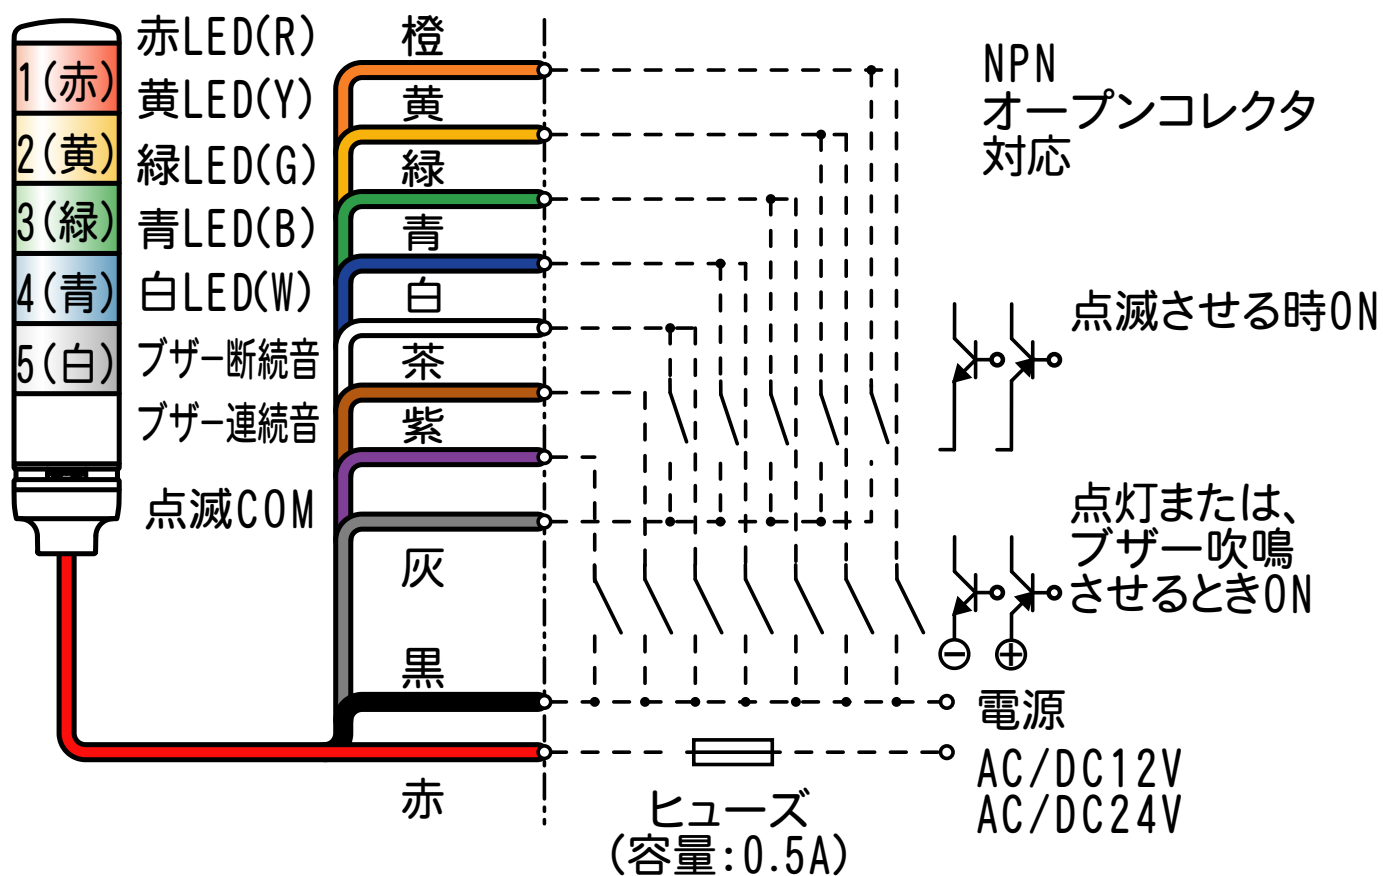 1(赤)
2(黄)
3(緑)
4(青)
5(白)
赤LED(R)
黄LED(Y)
緑LED(G)
青LED(B)
白LED(W)
ブザー断続音
ブザー連続音
点滅COM
橙
黄
緑
青
白
茶
紫
灰
黒
赤
NPN
オープンコレクタ
対応
点滅させる時ON
点灯または、
ブザー吹鳴
させるときON
電源
AC/DC12V
AC/DC24V
ヒューズ
(容量:0.5A)